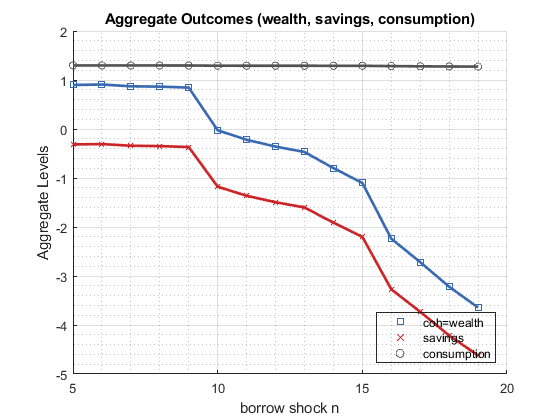 Aggregate Outcomes (wealth, savings, consumption)
2
1
0
-1
-2
-3
-4
-5
Aggregate Levels
5
10
15
20
borrow shock n
coh=wealth
savings
consumption